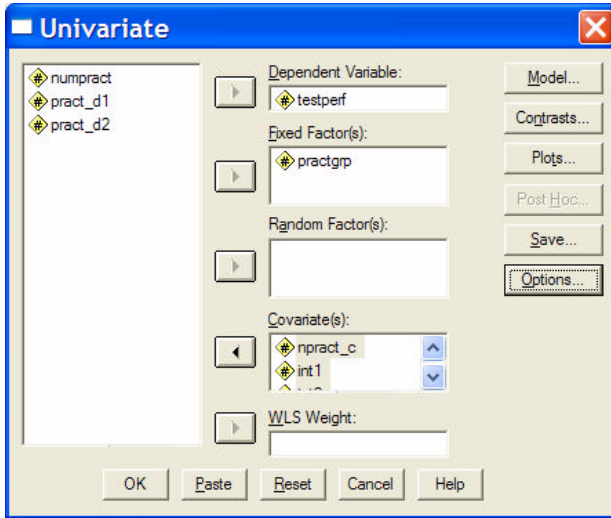 Univariate
numpract
pract_d1
pract_d2
Dependent Variable:
testperf
Fixed Factor(s):
practgrp
Random Factor(s):
Covariate(s):
npract_c
int1
WLS Weight:
Model...
Contrasts...
Plots...
Post Hoc...
Save...
Options...
OK
Paste
Reset
Cancel
Help